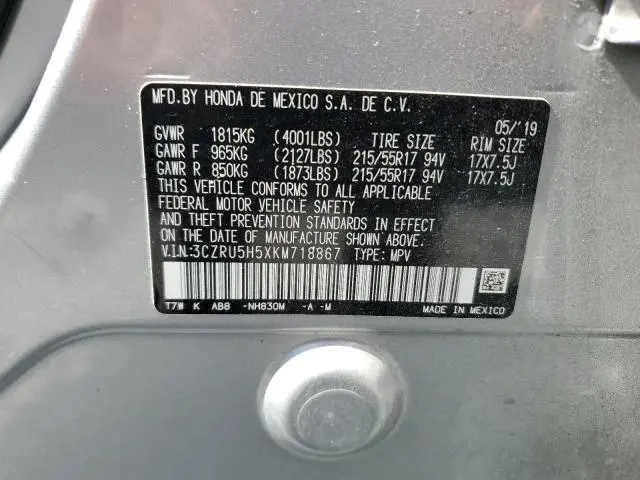 MFD.BY HONDA DE MEXICO S.A. DE C.V.
05/'19
GVWR 1815KG (4001LBS) TIRE SIZE RIM SIZE
GAWR F 965KG (2127LBS) 215/55R17 94V 17X7.5J
GAWR R 850KG (1873LBS) 215/55R17 94V 17X7.5J
THIS VEHICLE CONFORMS TO ALL APPLICABLE
FEDERAL MOTOR VEHICLE SAFETY
AND THEFT PREVENTION STANDARDS IN EFFECT
ON THE DATE OF MANUFACTURE SHOWN ABOVE.
V.I.N:3CZRU5H5XKM718867 TYPE: MPV
T7W K AB8 -NH830M -A -M MADE IN MEXICO